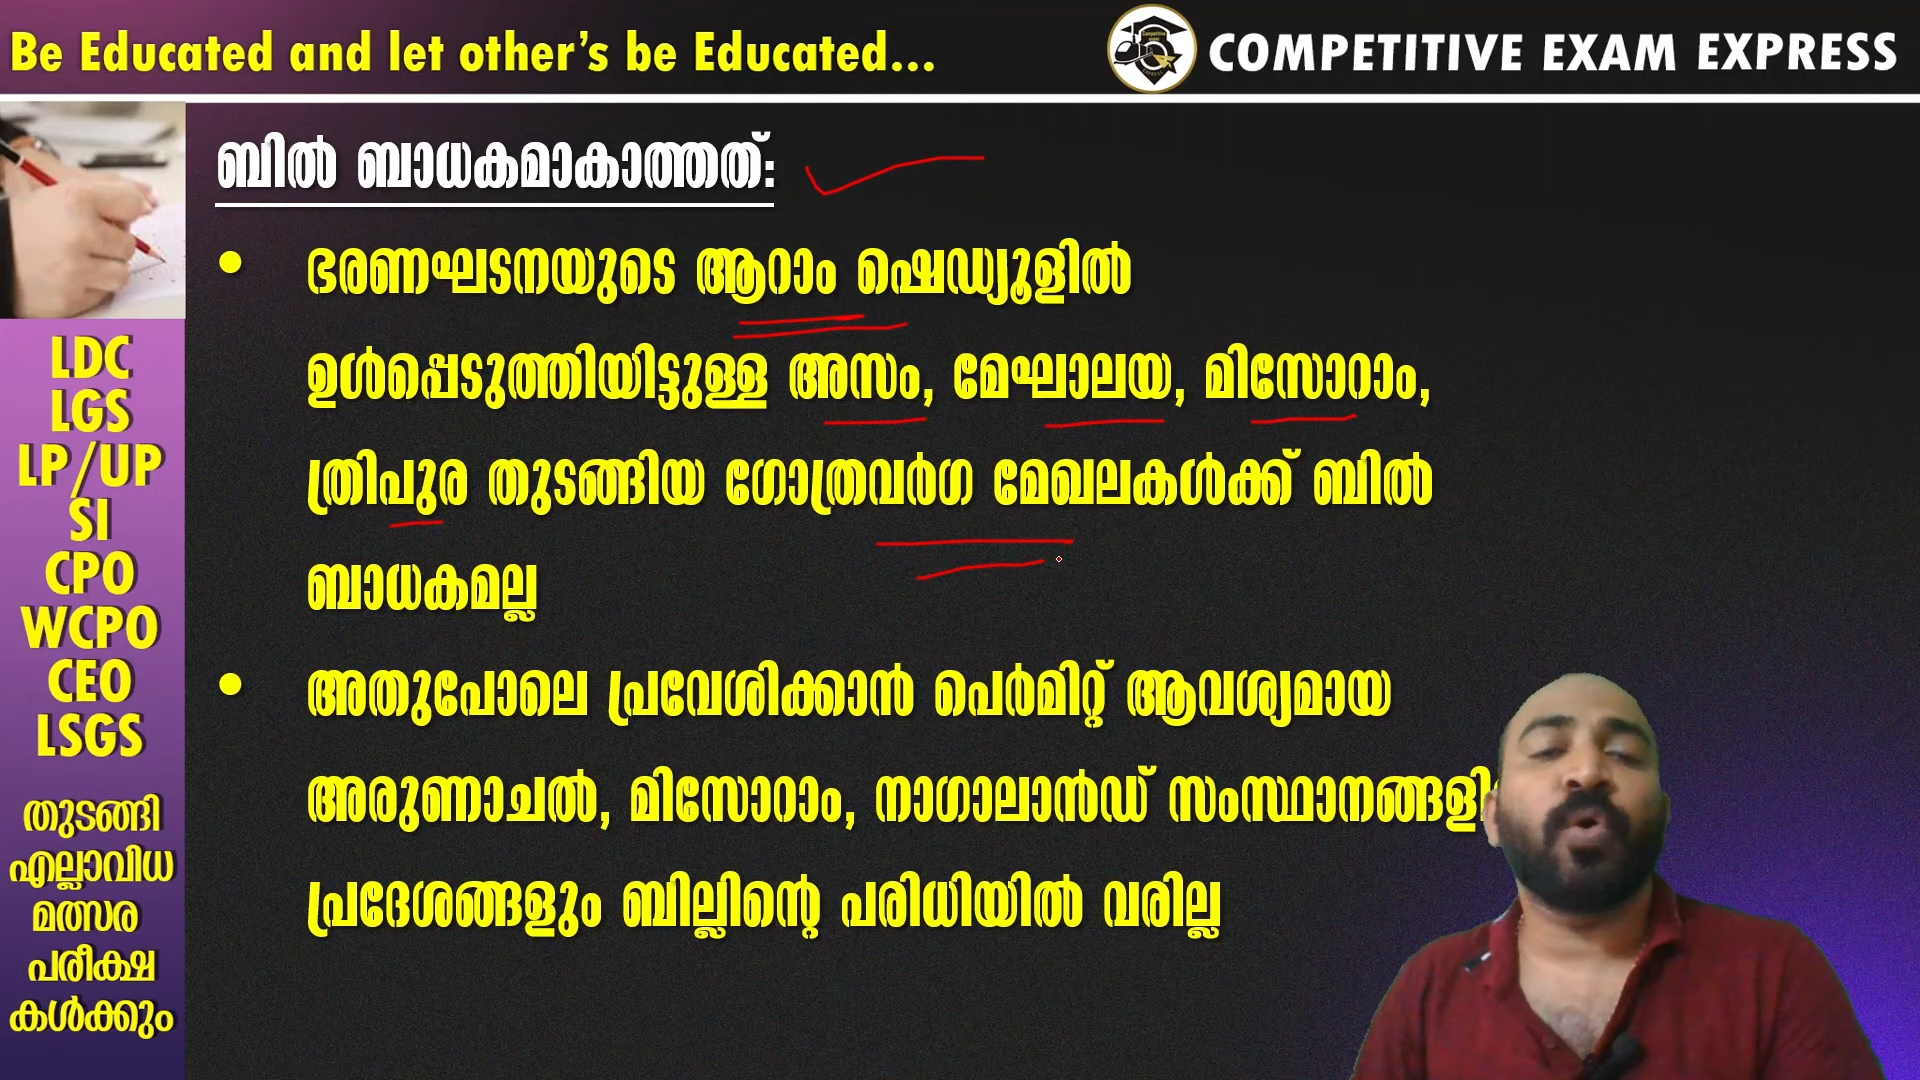 Be Educated and let other's be Educated...
COMPETITIVE EXAM EXPRESS
ബിൽ ബാധകമാകാത്തത്:
• ഭരണഘടനയുടെ ആറാം ഷെഡ്യൂളിൽ
ഉൾപ്പെടുത്തിയിട്ടുള്ള അസം, മേഘാലയ, മിസോറാം,
ത്രിപുര തുടങ്ങിയ ഗോത്രവർഗ മേഖലകൾക്ക് ബിൽ
ബാധകമല്ല
• അതുപോലെ പ്രവേശിക്കാൻ പെർമിറ്റ് ആവശ്യമായ
അരുണാചൽ, മിസോറാം, നാഗാലാൻഡ്
പ്രദേശങ്ങളും ബില്ലിന്റെ പരിധിയിൽ വരില്ല
LDC
LGS
LP/UP
SI
CPO
WCPO
CEO
LSGS
തുടങ്ങി
എല്ലാവിധ
മത്സര
പരീക്ഷ
കൾക്കും